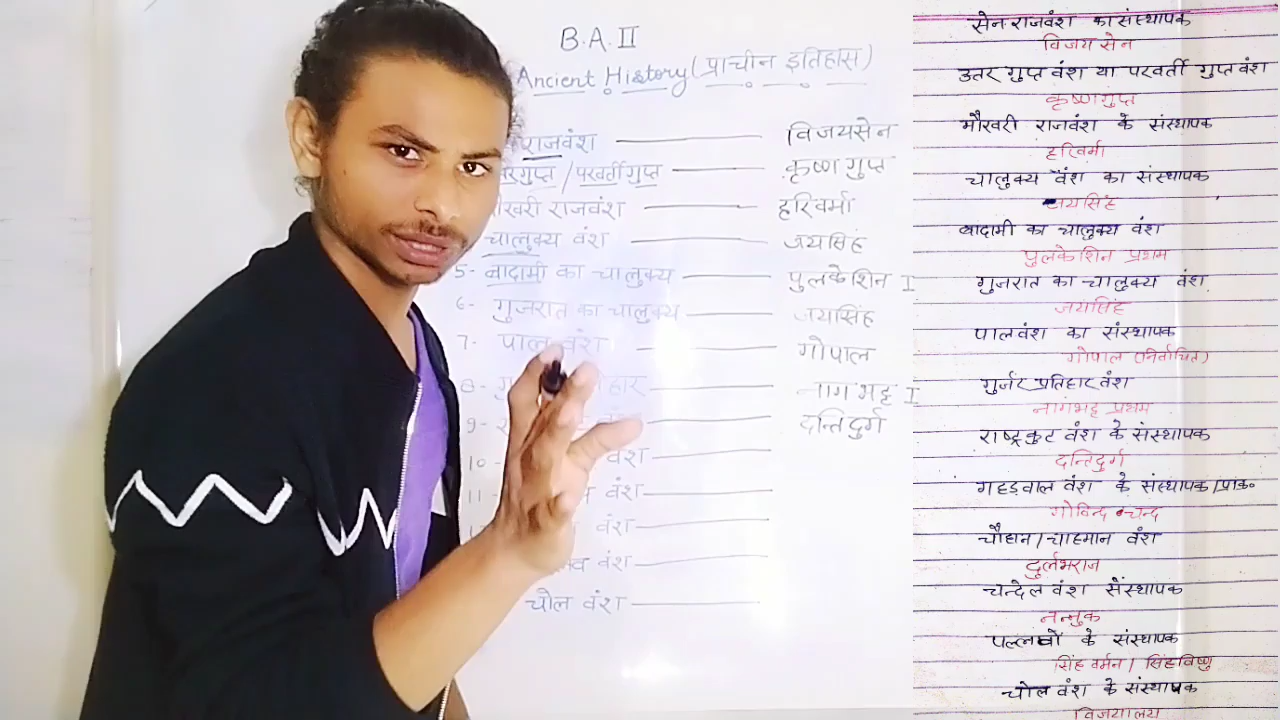 B.A.II
Ancient History (प्राचीन इतिहास)
राजवंश — विजयसेन
गुप्त / परवर्ती गुप्त — कृष्ण गुप्त
खरी राजवंश — हरिवर्मा
चालुक्य वंश — जयसिंह
5- बादामी का चालुक्य — पुलकेशिन I
6- गुजरात का चालुक्य — जयसिंह
7- पाल वंश — गोपाल
8- — नागभट्ट I
9- — दन्तिदुर्ग
10- वंश —
11- वंश —
वंश —
वंश —
चोल वंश —
सेन राजवंश का संस्थापक
विजय सेन
उतर गुप्त वंश या परवर्ती गुप्त वंश
कृष्णगुप्त
मौखरी राजवंश के संस्थापक
हरिवर्मा
चालुक्य वंश का संस्थापक
जयसिंह
बादामी का चालुक्य वंश
पुलकेशिन प्रथम
गुजरात का चालुक्य वंश
जयसिंह
पालवंश का संस्थापक
गोपाल (निर्वाचित)
गुर्जर प्रतिहार वंश
नागभट्ट प्रथम
राष्ट्रकुट वंश के संस्थापक
दन्तिदुर्ग
गहड़वाल वंश के संस्थापक/प्रा०
गोविन्द चन्द
चौहान/चाहमान वंश
दुर्लभराज
चन्देल वंश संस्थापक
नन्नुक
पल्लवों के संस्थापक
सिंह वर्मन / सिंहविष्णु
चोल वंश के संस्थापक
विजयालय